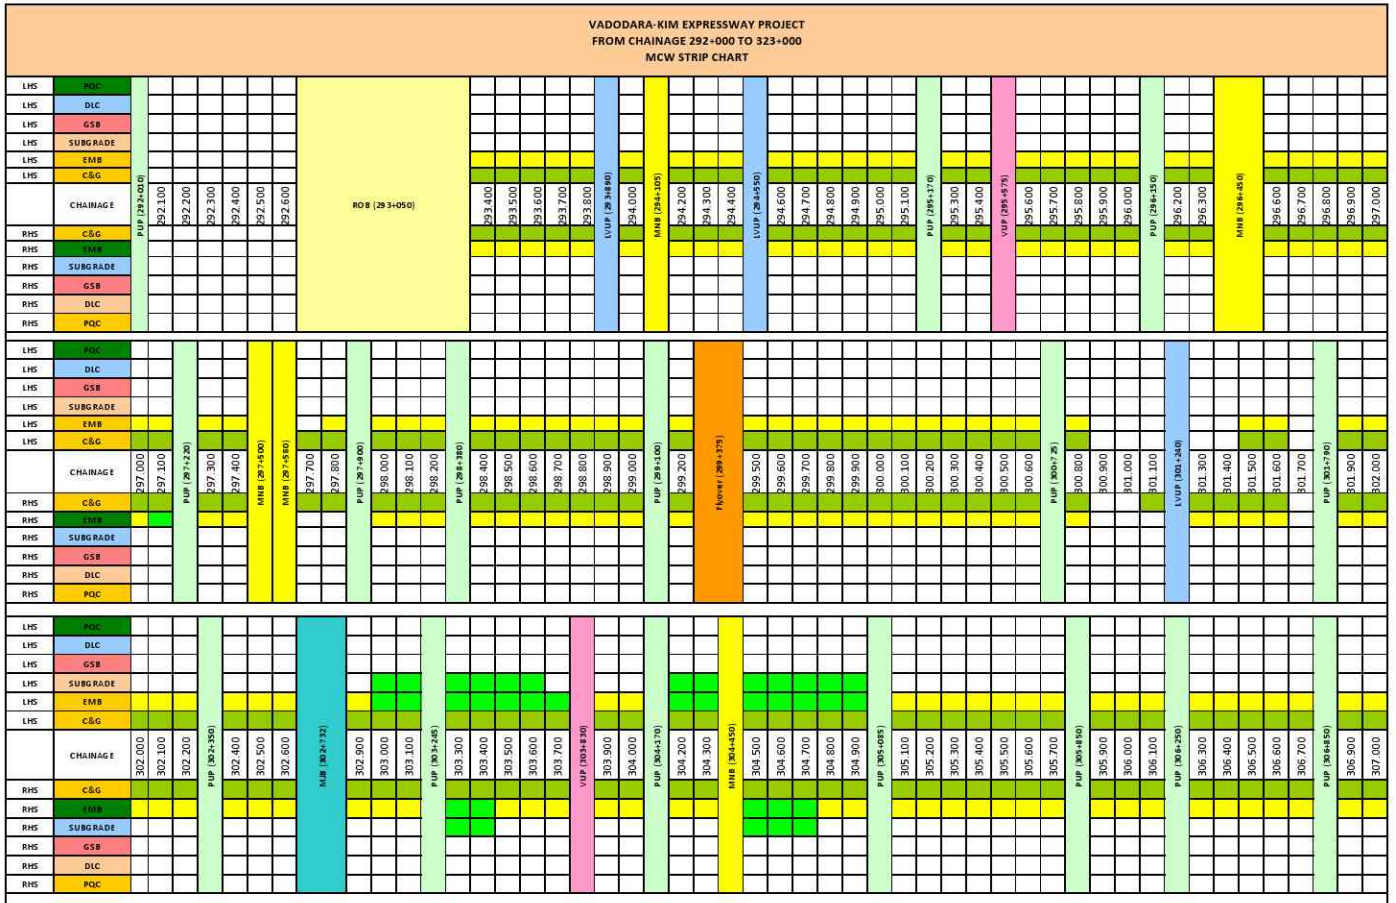 VADODARA-KIM EXPRESSWAY PROJECT
FROM CHAINAGE 292+000 TO 323+000
MCW STRIP CHART
LHS PQC
LHS DLC
LHS GSB
LHS SUBGRADE
LHS EMB
LHS C&G
CHAINAGE PUP (292+010) 292.100 292.200 292.300 292.400 292.500 292.600 ROB (293+050) 293.400 293.500 293.600 293.700 293.800 LVUP (293+890) 294.000 MNB (294+105) 294.200 294.300 294.400 LVUP (294+550) 294.600 294.700 294.800 294.900 295.000 295.100 PUP (295+170) 295.300 295.400 VUP (295+575) 295.600 295.700 295.800 295.900 296.000 PUP (296+150) 296.200 296.300 MNB (296+450) 296.600 296.700 296.800 296.900 297.000
RHS C&G
RHS EMB
RHS SUBGRADE
RHS GSB
RHS DLC
RHS PQC
LHS PQC
LHS DLC
LHS GSB
LHS SUBGRADE
LHS EMB
LHS C&G
CHAINAGE 297.000 297.100 PUP (297+220) 297.300 297.400 MNB (297+500) MNB (297+580) 297.700 297.800 PUP (297+900) 298.000 298.100 298.200 PUP (298+380) 298.400 298.500 298.600 298.700 298.800 298.900 299.000 PUP (299+100) 299.200 Flyover (299+375) 299.500 299.600 299.700 299.800 299.900 300.000 300.100 300.200 300.300 300.400 300.500 300.600 PUP (300+725) 300.800 300.900 301.000 301.100 LVUP (301+240) 301.300 301.400 301.500 301.600 301.700 PUP (301+790) 301.900 302.000
RHS C&G
RHS EMB
RHS SUBGRADE
RHS GSB
RHS DLC
RHS PQC
LHS PQC
LHS DLC
LHS GSB
LHS SUBGRADE
LHS EMB
LHS C&G
CHAINAGE 302.000 302.100 302.200 PUP (302+350) 302.400 302.500 302.600 MJB (302+732) 302.900 303.000 303.100 PUP (303+245) 303.300 303.400 303.500 303.600 303.700 VUP (303+830) 303.900 304.000 PUP (304+170) 304.200 304.300 MNB (304+450) 304.500 304.600 304.700 304.800 304.900 PUP (305+085) 305.100 305.200 305.300 305.400 305.500 305.600 305.700 PUP (305+850) 305.900 306.000 306.100 PUP (306+250) 306.300 306.400 306.500 306.600 306.700 PUP (306+850) 306.900 307.000
RHS C&G
RHS EMB
RHS SUBGRADE
RHS GSB
RHS DLC
RHS PQC